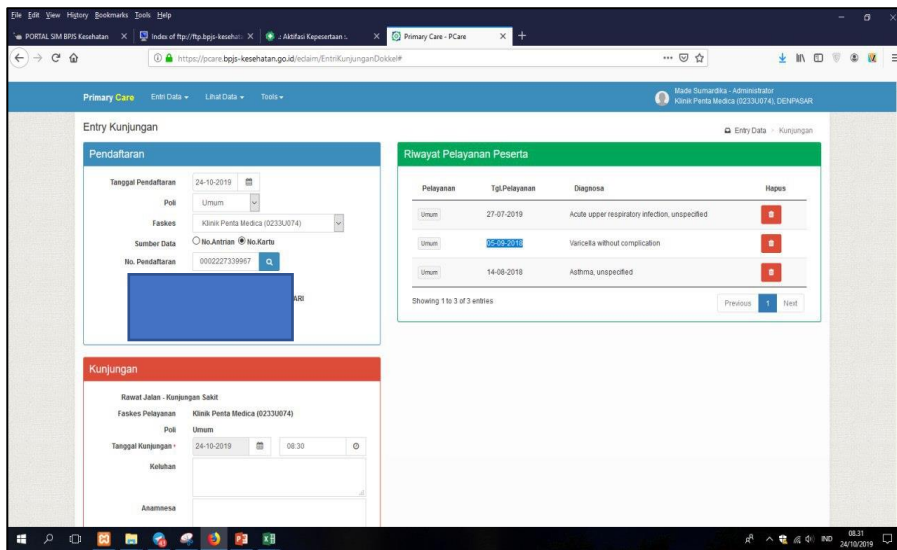 File Edit View History Bookmarks Tools Help
PORTAL SIM BPJS Kesehatan Index of ftp://ftp.bpjs-kesehat .: Aktifasi Kepesertaan :. Primary Care - PCare
https://pcare.bpjs-kesehatan.go.id/eclaim/EntriKunjunganDokkel#
Primary Care Entri Data Lihat Data Tools Made Sumardika - Administrator
Klinik Penta Medica (0233U074), DENPASAR
Entry Kunjungan Entry Data > Kunjungan
Pendaftaran
Tanggal Pendaftaran 24-10-2019
Poli Umum
Faskes Klinik Penta Medica (0233U074)
Sumber Data No.Antrian No.Kartu
No. Pendaftaran 0002227339967
ARI
Riwayat Pelayanan Peserta
Pelayanan Tgl.Pelayanan Diagnosa Hapus
Umum 27-07-2019 Acute upper respiratory infection, unspecified
Umum 05-09-2018 Varicella without complication
Umum 14-08-2018 Asthma, unspecified
Showing 1 to 3 of 3 entries Previous 1 Next
Kunjungan
Rawat Jalan - Kunjungan Sakit
Faskes Pelayanan Klinik Penta Medica (0233U074)
Poli Umum
Tanggal Kunjungan * 24-10-2019 08:30
Keluhan
Anamnesa
IND 08.31
24/10/2019